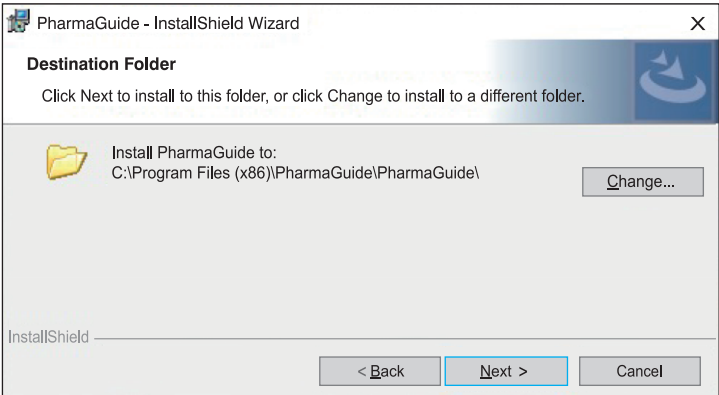 PharmaGuide - InstallShield Wizard
X
Destination Folder
Click Next to install to this folder, or click Change to install to a different folder.
Install PharmaGuide to:
C:\Program Files (x86)\PharmaGuide\PharmaGuide\
Change...
InstallShield
< Back
Next >
Cancel